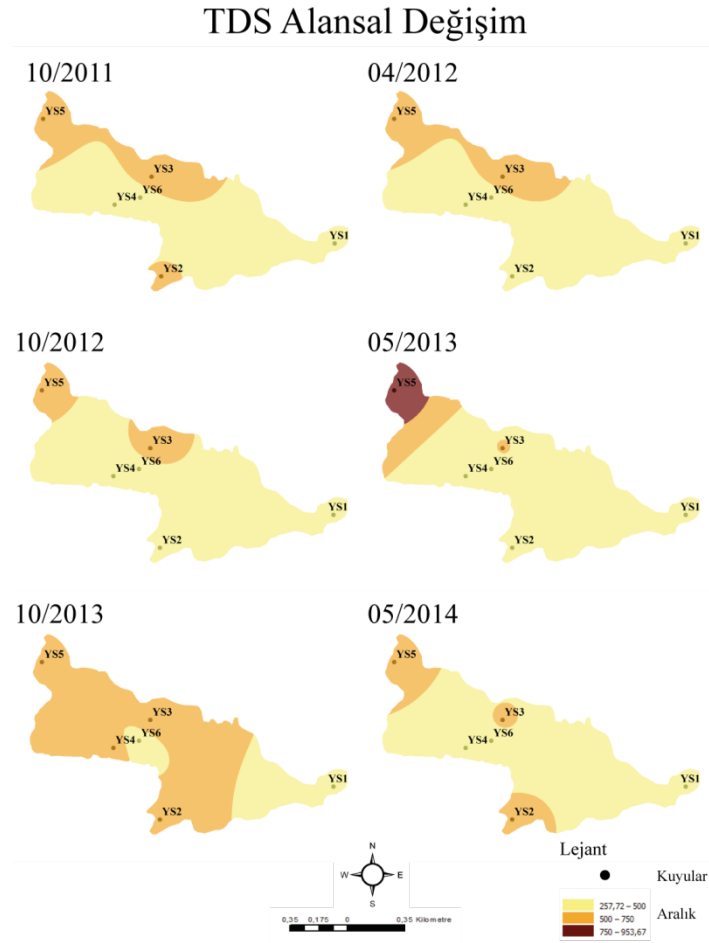 TDS Alansal Değişim
10/2011
04/2012
YS5
YS3
YS6
YS4
YS1
YS2
YS5
YS3
YS6
YS4
YS1
YS2
10/2012
05/2013
YS5
YS3
YS6
YS4
YS1
YS2
YS5
YS3
YS6
YS4
YS1
YS2
10/2013
05/2014
YS5
YS3
YS6
YS4
YS1
YS2
YS5
YS3
YS6
YS4
YS1
YS2
N
W E
S
0,35 0,175 0 0,35 Kilometre
Lejant
Kuyular
257,72 – 500
500 – 750
750 – 953,67
Aralık